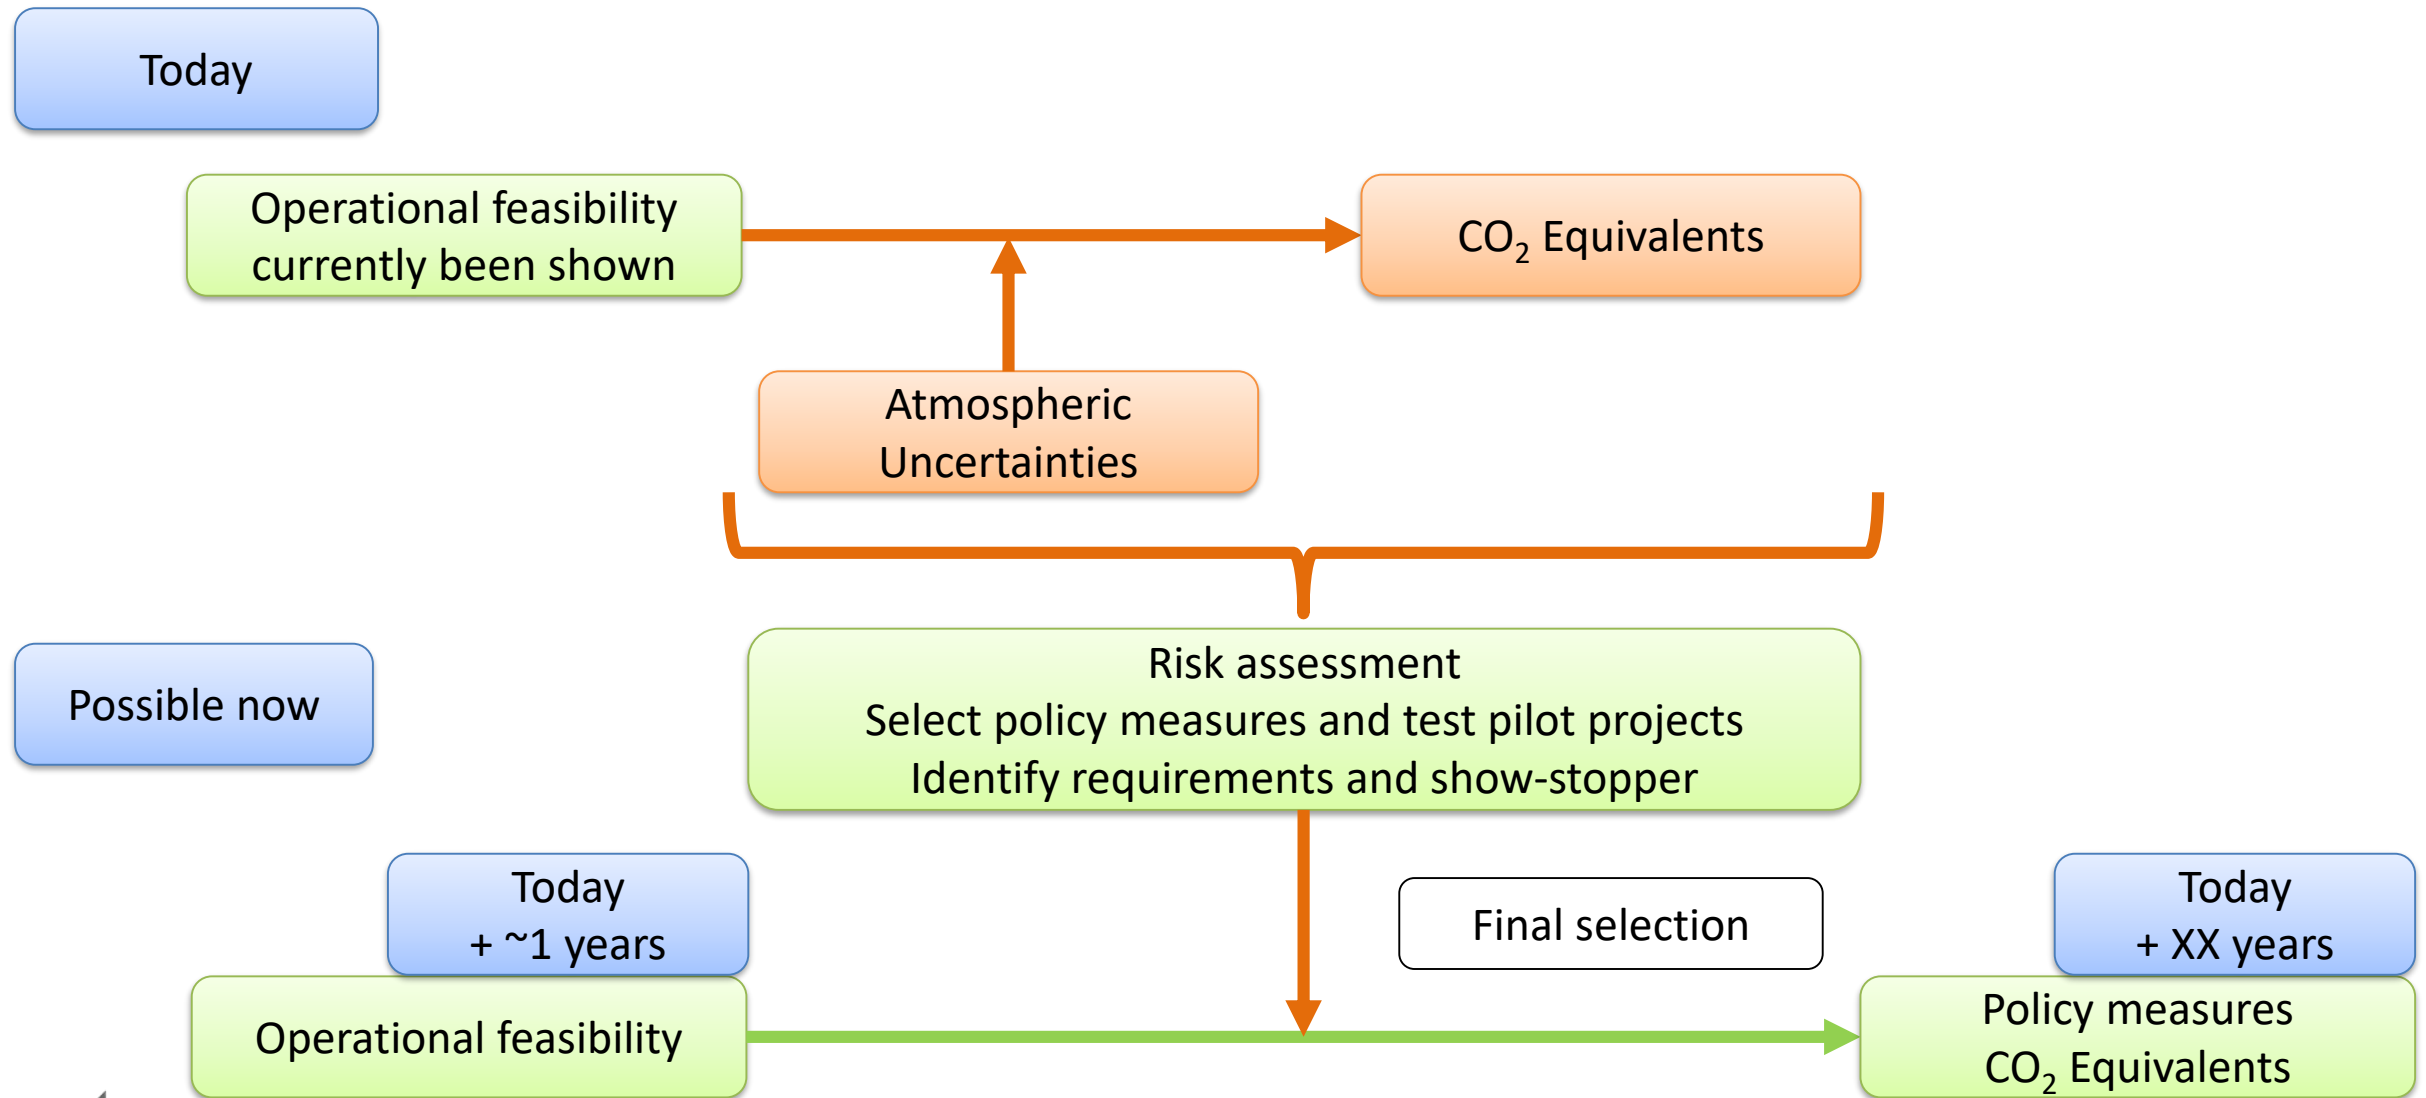 Today
Operational feasibility
currently been shown
CO₂ Equivalents
Atmospheric
Uncertainties
Possible now
Risk assessment
Select policy measures and test pilot projects
Identify requirements and show-stopper
Today
+ ~1 years
Final selection
Today
+ XX years
Operational feasibility
Policy measures
CO₂ Equivalents